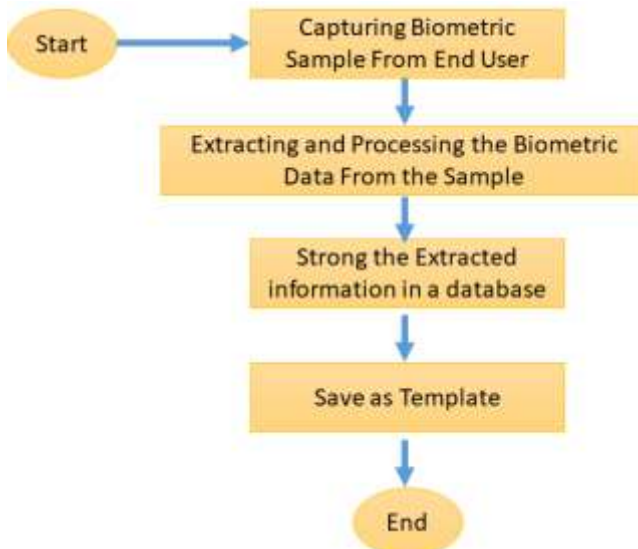 Start
Capturing Biometric
Sample From End User
Extracting and Processing the Biometric
Data From the Sample
Strong the Extracted
information in a database
Save as Template
End